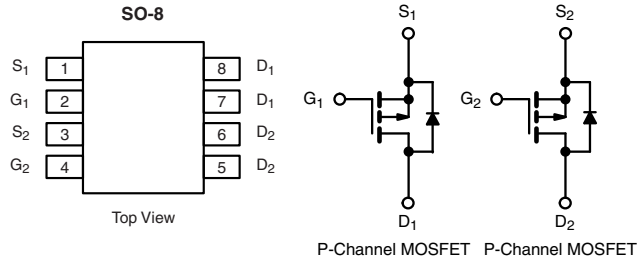 SO-8
S1 1 8 D1
G1 2 7 D1
S2 3 6 D2
G2 4 5 D2
Top View
S1
G1
D1
P-Channel MOSFET
S2
G2
D2
P-Channel MOSFET